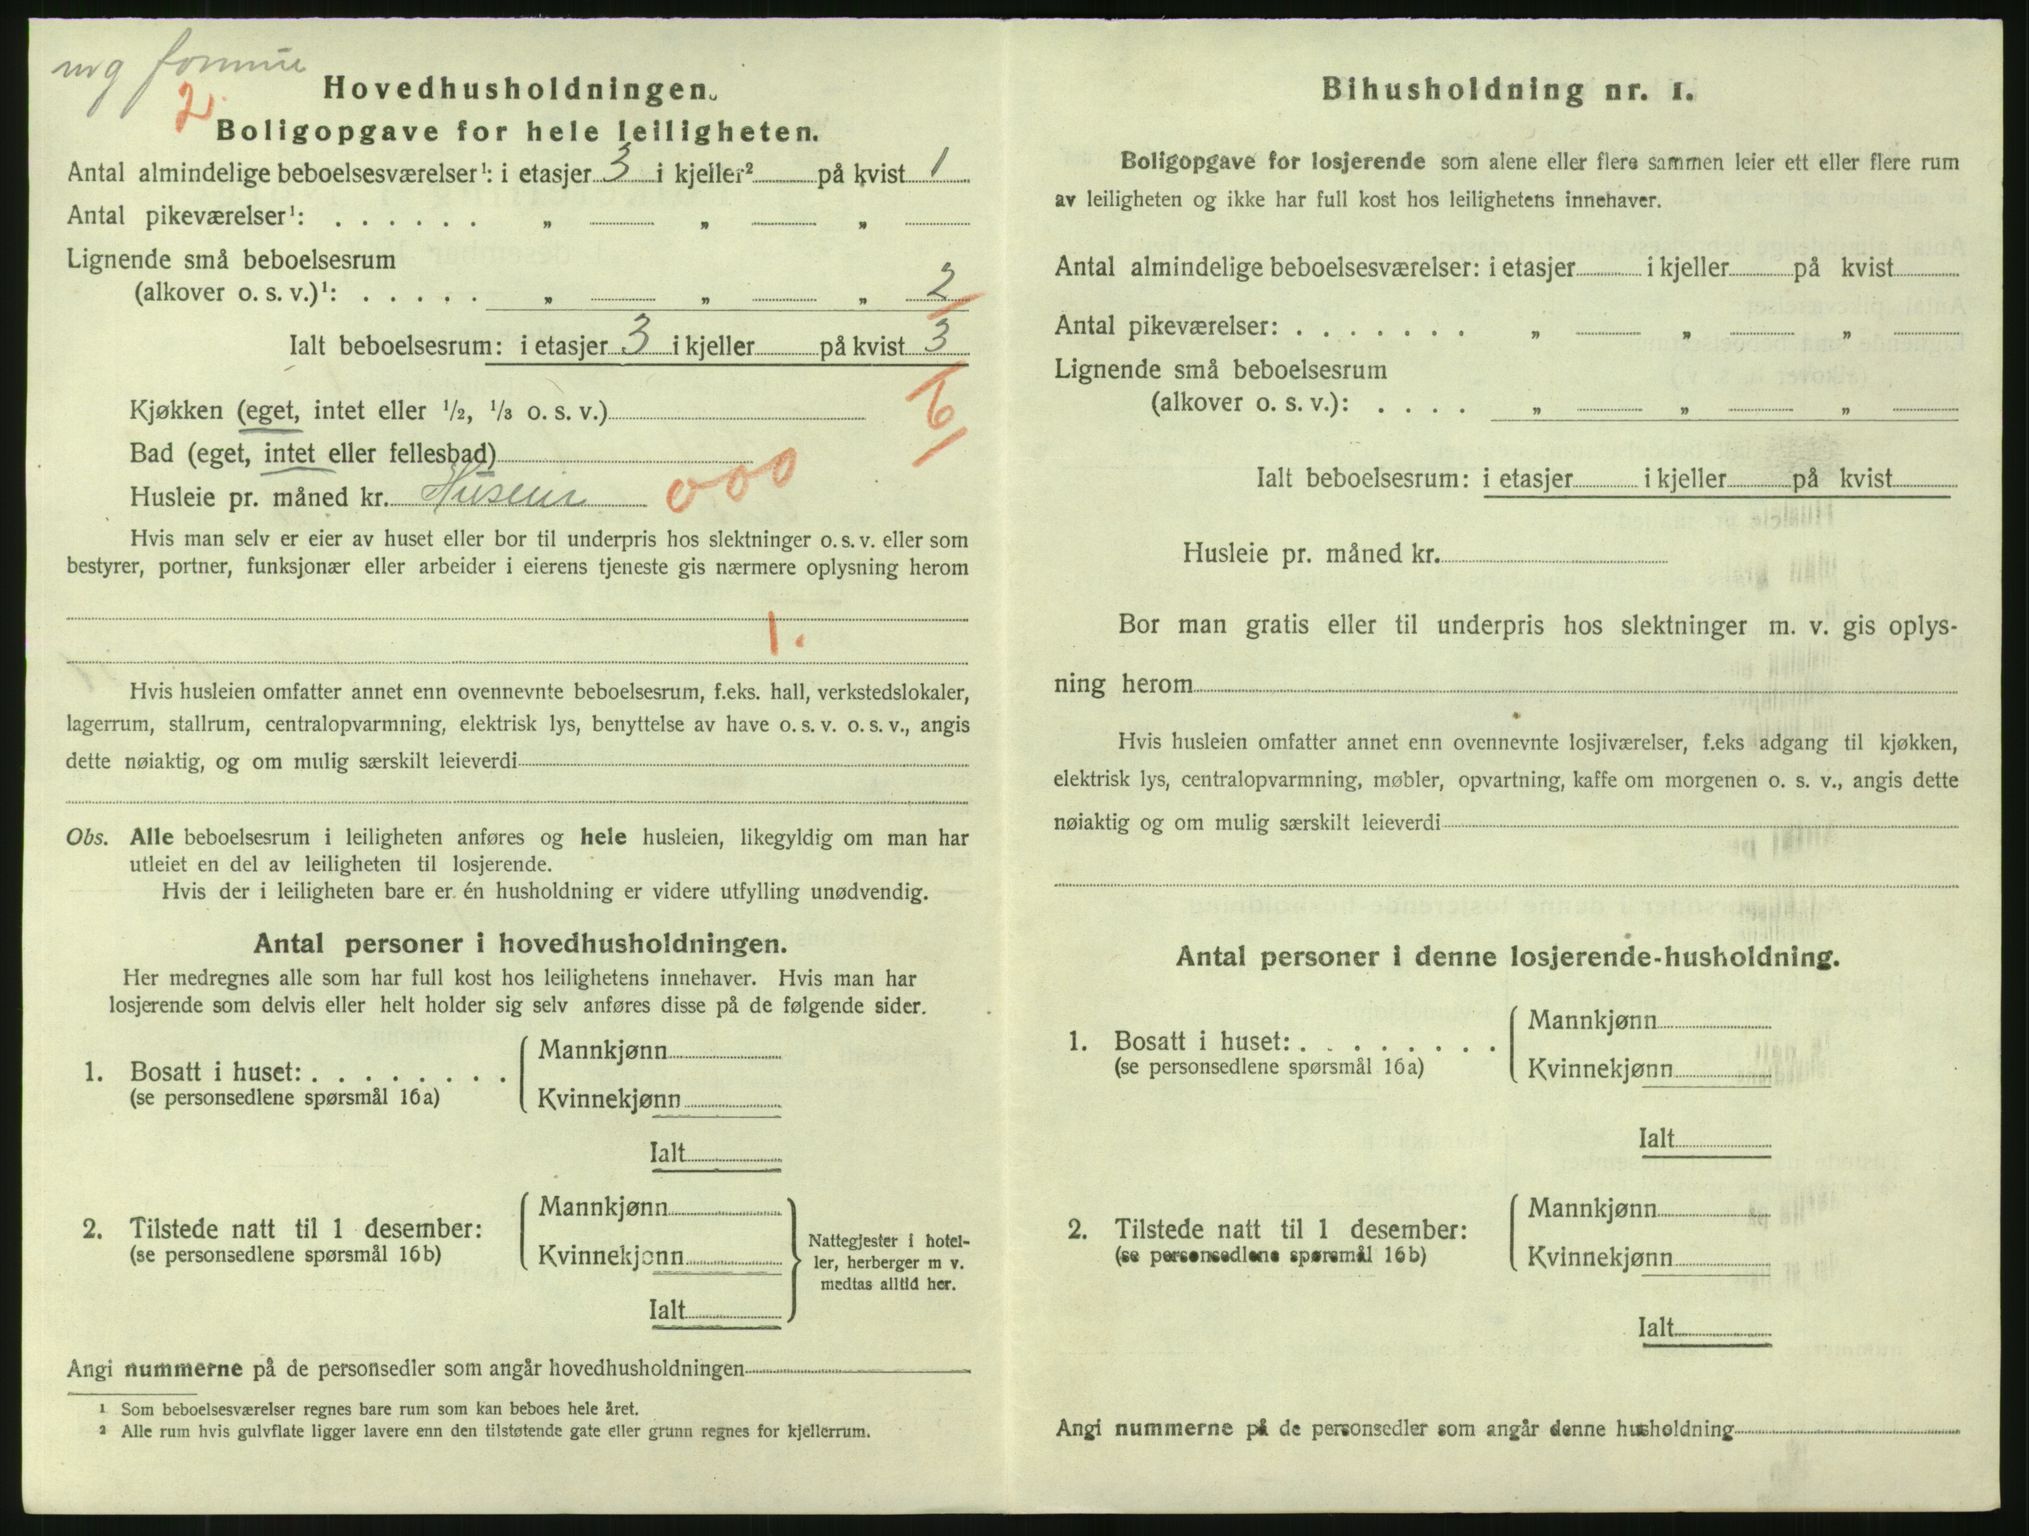 Hovedhusholdningen.
2.
Boligopgave for hele leiligheten.
Antal almindelige beboelsesværelser¹: i etasjer 3 i kjeller² på kvist 1
Antal pikeværelser¹: . . . . . . „ „ „
Lignende små beboelsesrum
(alkover o. s. v.)¹: . . . . . „ „ „ 2
Ialt beboelsesrum: i etasjer 3 i kjeller på kvist 3
6
Kjøkken (eget, intet eller 1/2, 1/3 o. s. v.)
Bad (eget, intet eller fellesbad)
Husleie pr. måned kr. Huseier 000
Hvis man selv er eier av huset eller bor til underpris hos slektninger o. s. v. eller som
bestyrer, portner, funksjonær eller arbeider i eierens tjeneste gis nærmere oplysning herom
1.
Hvis husleien omfatter annet enn ovennevnte beboelsesrum, f.eks. hall, verkstedslokaler,
lagerrum, stallrum, centralopvarmning, elektrisk lys, benyttelse av have o. s. v. o. s. v., angis
dette nøiaktig, og om mulig særskilt leieverdi
Obs. Alle beboelsesrum i leiligheten anføres og hele husleien, likegyldig om man har
utleiet en del av leiligheten til losjerende.
Hvis der i leiligheten bare er én husholdning er videre utfylling unødvendig.
Antal personer i hovedhusholdningen.
Her medregnes alle som har full kost hos leilighetens innehaver. Hvis man har
losjerende som delvis eller helt holder sig selv anføres disse på de følgende sider.
1. Bosatt i huset: . . . . . . . .
(se personsedlene spørsmål 16a)
Mannkjønn
Kvinnekjønn
Ialt
2. Tilstede natt til 1 desember:
(se personsedlene spørsmål 16b)
Mannkjønn
Kvinnekjønn
Ialt
Nattegjester i hotel-
ler, herberger m v.
medtas alltid her.
Angi nummerne på de personsedler som angår hovedhusholdningen
¹ Som beboelsesværelser regnes bare rum som kan beboes hele året.
² Alle rum hvis gulvflate ligger lavere enn den tilstøtende gate eller grunn regnes for kjellerrum.
Bihusholdning nr. 1.
Boligopgave for losjerende som alene eller flere sammen leier ett eller flere rum
av leiligheten og ikke har full kost hos leilighetens innehaver.
Antal almindelige beboelsesværelser: i etasjer i kjeller på kvist
Antal pikeværelser: . . . . . . . „ „ „
Lignende små beboelsesrum
(alkover o. s. v.): . . . . „ „ „
Ialt beboelsesrum: i etasjer i kjeller på kvist
Husleie pr. måned kr.
Bor man gratis eller til underpris hos slektninger m. v. gis oplys-
ning herom
Hvis husleien omfatter annet enn ovennevnte losjiværelser, f.eks adgang til kjøkken,
elektrisk lys, centralopvarmning, møbler, opvartning, kaffe om morgenen o. s. v., angis dette
nøiaktig og om mulig særskilt leieverdi
Antal personer i denne losjerende-husholdning.
1. Bosatt i huset: . . . . . . . .
(se personsedlene spørsmål 16a)
Mannkjønn
Kvinnekjønn
Ialt
2. Tilstede natt til 1 desember:
(se personsedlene spørsmål 16b)
Mannkjønn
Kvinnekjønn
Ialt
Angi nummerne på de personsedler som angår denne husholdning